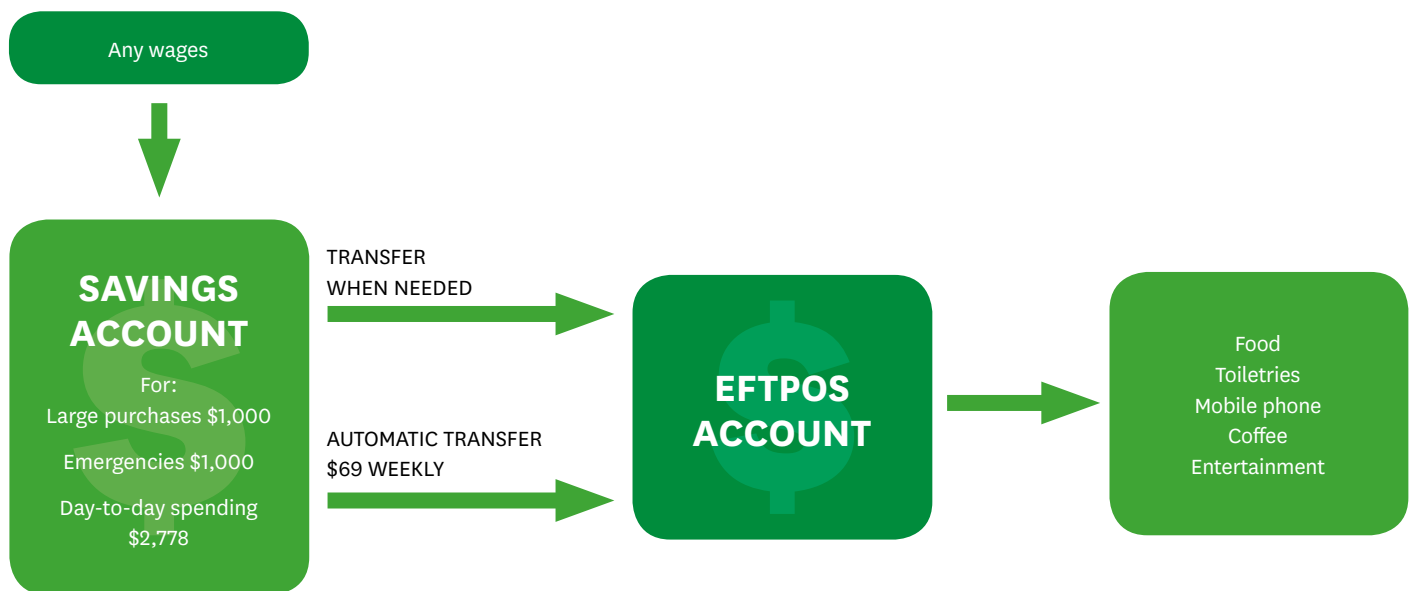 Any wages
SAVINGS
ACCOUNT
For:
Large purchases $1,000
Emergencies $1,000
Day-to-day spending
$2,778
TRANSFER
WHEN NEEDED
AUTOMATIC TRANSFER
$69 WEEKLY
EFTPOS
ACCOUNT
Food
Toiletries
Mobile phone
Coffee
Entertainment